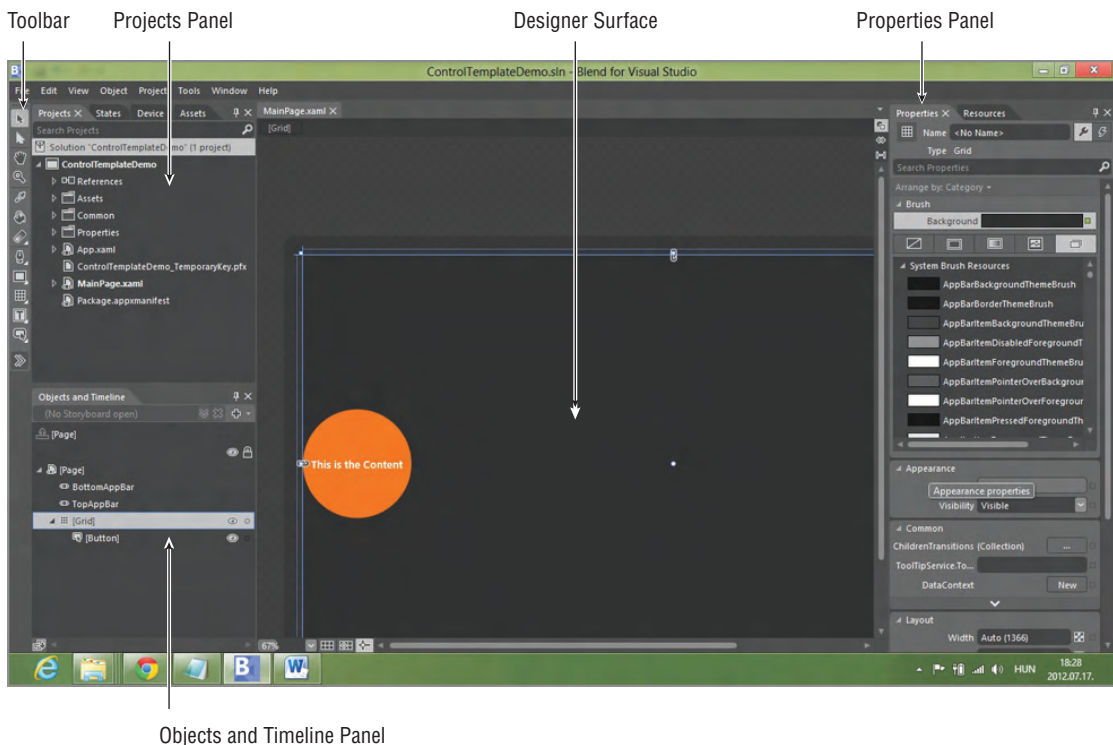 Toolbar
Projects Panel
Designer Surface
Properties Panel
ControlTemplateDemo.sln - Blend for Visual Studio
File Edit View Object Project Tools Window Help
Projects
States
Device
Assets
Search Projects
Solution "ControlTemplateDemo" (1 project)
ControlTemplateDemo
References
Assets
Common
Properties
App.xaml
ControlTemplateDemo_TemporaryKey.pfx
MainPage.xaml
Package.appxmanifest
Objects and Timeline
(No Storyboard open)
[Page]
[Page]
BottomAppBar
TopAppBar
[Grid]
[Button]
MainPage.xaml
[Grid]
This is the Content
67%
Properties
Resources
Name <No Name>
Type Grid
Search Properties
Arrange by: Category
Brush
Background
System Brush Resources
AppBarBackgroundThemeBrush
AppBarBorderThemeBrush
AppBarItemBackgroundThemeBru
AppBarItemDisabledForegroundT
AppBarItemForegroundThemeBru
AppBarItemPointerOverBackgroun
AppBarItemPointerOverForegroun
AppBarItemPressedForegroundTh
Appearance
Appearance properties
Visibility Visible
Common
ChildrenTransitions (Collection) ...
ToolTipService.To...
DataContext New
Layout
Width Auto (1366)
HUN
18:28
2012.07.17.
Objects and Timeline Panel